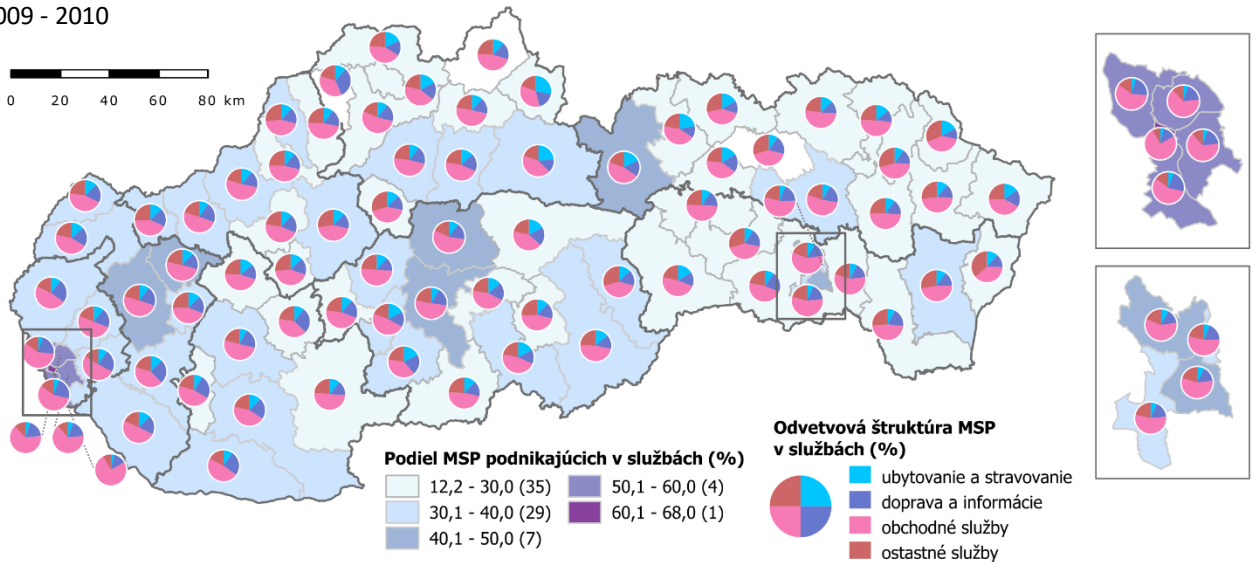 009 - 2010
0 20 40 60 80 km
Podiel MSP podnikajúcich v službách (%)
12,2 - 30,0 (35)
30,1 - 40,0 (29)
40,1 - 50,0 (7)
50,1 - 60,0 (4)
60,1 - 68,0 (1)
Odvetvová štruktúra MSP
v službách (%)
ubytovanie a stravovanie
doprava a informácie
obchodné služby
ostastné služby